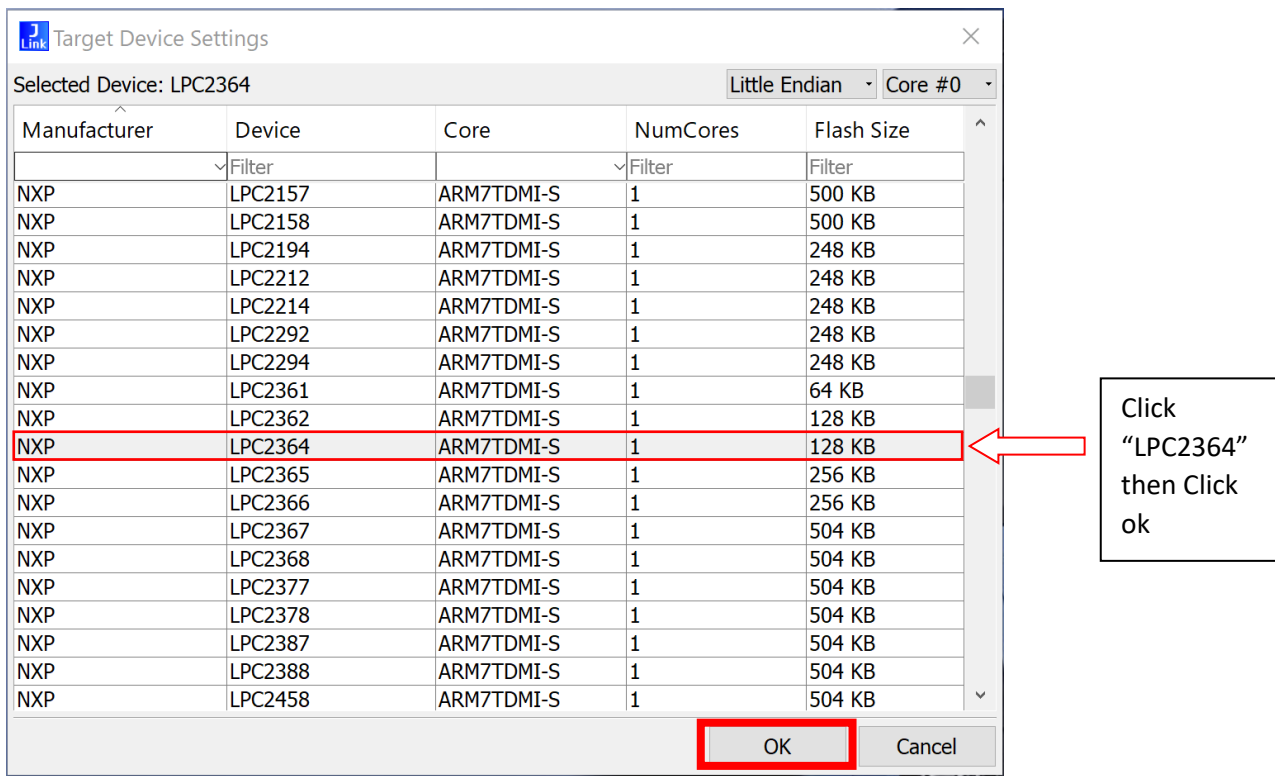 J Link Target Device Settings
Selected Device: LPC2364 Little Endian Core #0
Manufacturer Device Core NumCores Flash Size
Filter Filter Filter
NXP LPC2157 ARM7TDMI-S 1 500 KB
NXP LPC2158 ARM7TDMI-S 1 500 KB
NXP LPC2194 ARM7TDMI-S 1 248 KB
NXP LPC2212 ARM7TDMI-S 1 248 KB
NXP LPC2214 ARM7TDMI-S 1 248 KB
NXP LPC2292 ARM7TDMI-S 1 248 KB
NXP LPC2294 ARM7TDMI-S 1 248 KB
NXP LPC2361 ARM7TDMI-S 1 64 KB
NXP LPC2362 ARM7TDMI-S 1 128 KB
NXP LPC2364 ARM7TDMI-S 1 128 KB
NXP LPC2365 ARM7TDMI-S 1 256 KB
NXP LPC2366 ARM7TDMI-S 1 256 KB
NXP LPC2367 ARM7TDMI-S 1 504 KB
NXP LPC2368 ARM7TDMI-S 1 504 KB
NXP LPC2377 ARM7TDMI-S 1 504 KB
NXP LPC2378 ARM7TDMI-S 1 504 KB
NXP LPC2387 ARM7TDMI-S 1 504 KB
NXP LPC2388 ARM7TDMI-S 1 504 KB
NXP LPC2458 ARM7TDMI-S 1 504 KB
OK Cancel
Click
“LPC2364”
then Click
ok